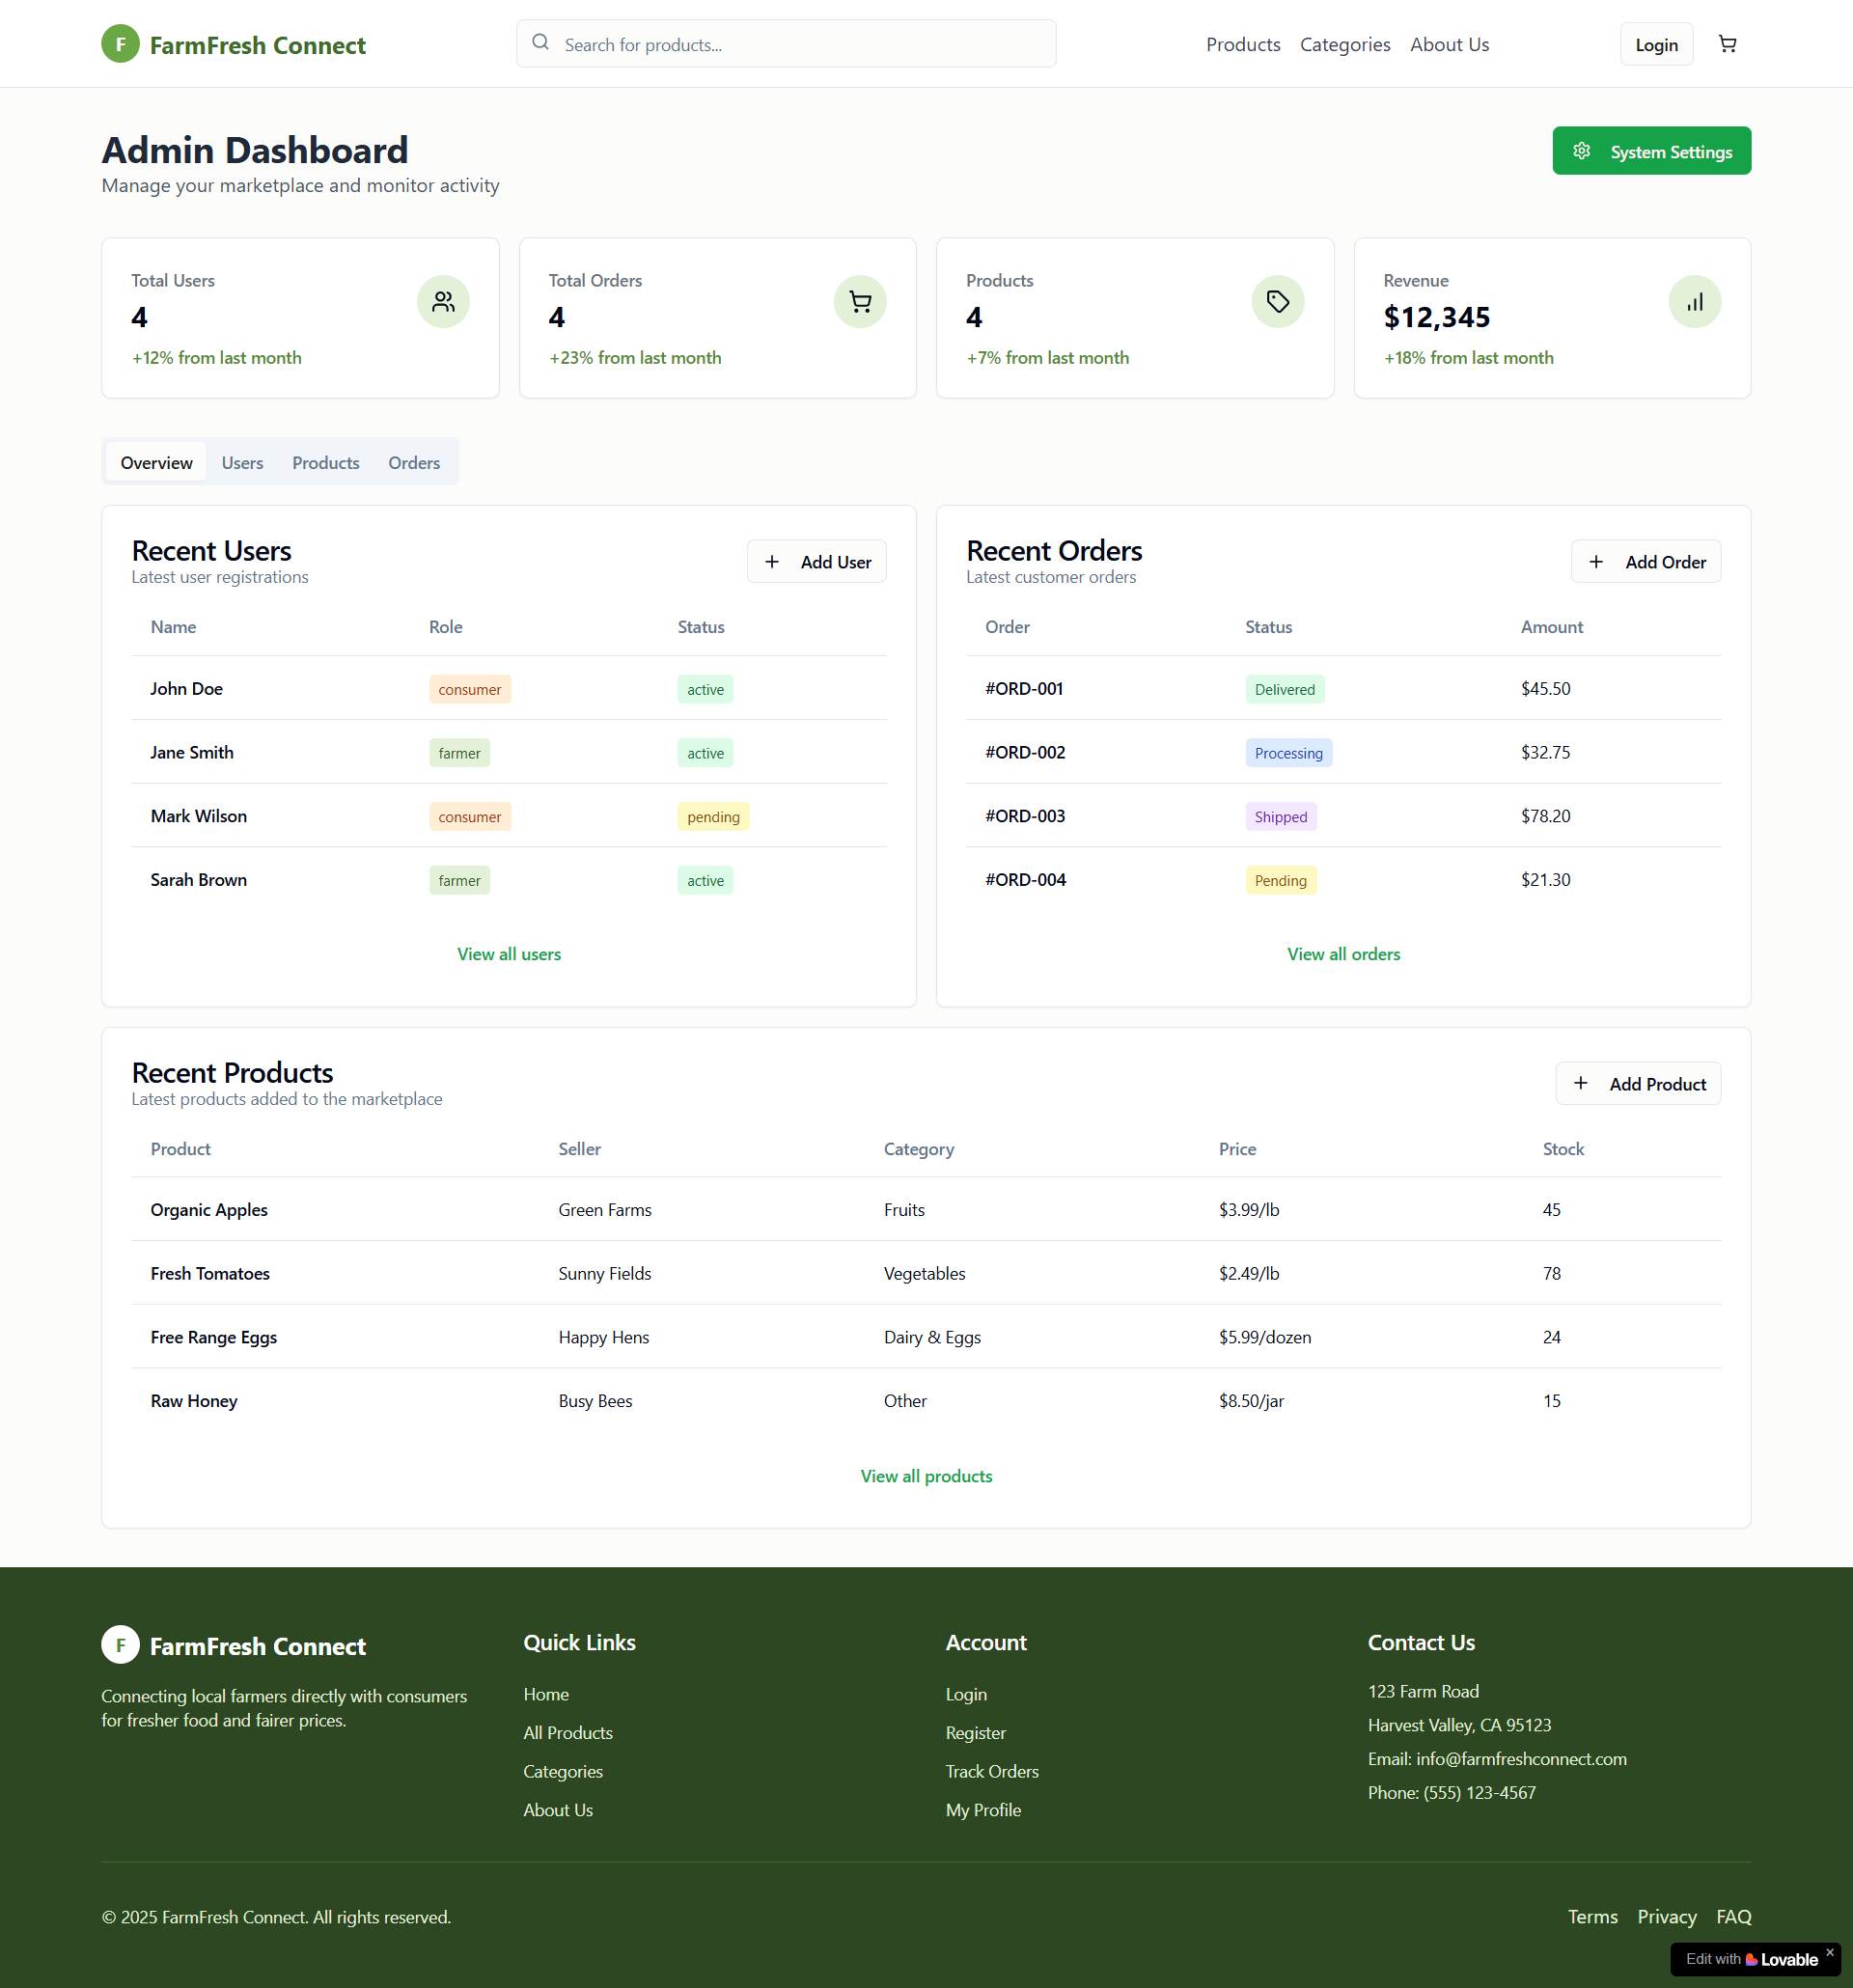 F FarmFresh Connect
Search for products...
Products Categories About Us
Login
Admin Dashboard
Manage your marketplace and monitor activity
System Settings
Total Users
4
+12% from last month
Total Orders
4
+23% from last month
Products
4
+7% from last month
Revenue
$12,345
+18% from last month
Overview Users Products Orders
Recent Users
Latest user registrations
+ Add User
Name Role Status
John Doe consumer active
Jane Smith farmer active
Mark Wilson consumer pending
Sarah Brown farmer active
View all users
Recent Orders
Latest customer orders
+ Add Order
Order Status Amount
#ORD-001 Delivered $45.50
#ORD-002 Processing $32.75
#ORD-003 Shipped $78.20
#ORD-004 Pending $21.30
View all orders
Recent Products
Latest products added to the marketplace
+ Add Product
Product Seller Category Price Stock
Organic Apples Green Farms Fruits $3.99/lb 45
Fresh Tomatoes Sunny Fields Vegetables $2.49/lb 78
Free Range Eggs Happy Hens Dairy & Eggs $5.99/dozen 24
Raw Honey Busy Bees Other $8.50/jar 15
View all products
F FarmFresh Connect
Connecting local farmers directly with consumers
for fresher food and fairer prices.
Quick Links
Home
All Products
Categories
About Us
Account
Login
Register
Track Orders
My Profile
Contact Us
123 Farm Road
Harvest Valley, CA 95123
Email: info@farmfreshconnect.com
Phone: (555) 123-4567
© 2025 FarmFresh Connect. All rights reserved.
Terms Privacy FAQ
Edit with Lovable ×